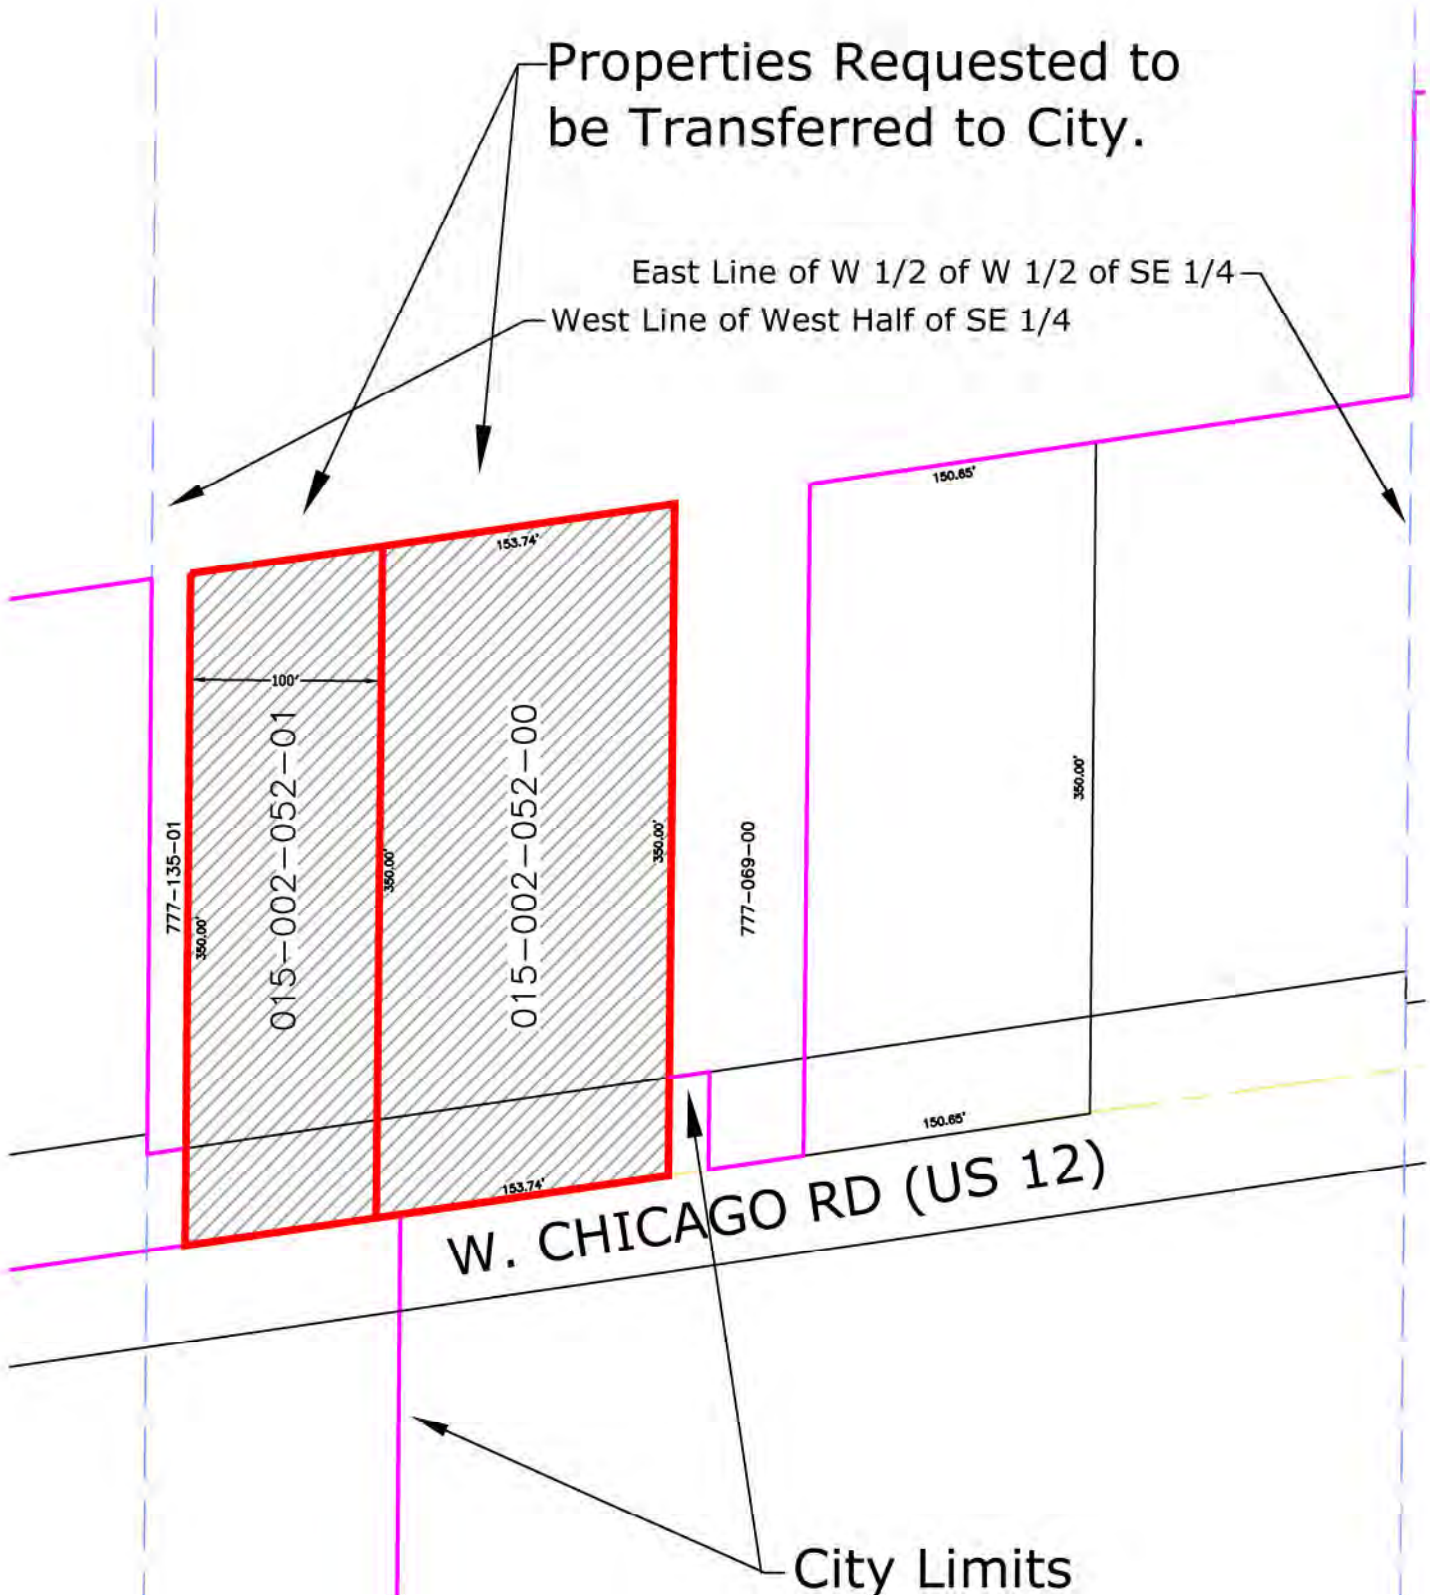 Properties Requested to
be Transferred to City.
East Line of W 1/2 of W 1/2 of SE 1/4
West Line of West Half of SE 1/4
150.65'
153.74'
100'
777-135-01
350.00'
015-002-052-01
350.00'
015-002-052-00
350.00'
777-069-00
350.00'
150.65'
153.74'
W. CHICAGO RD (US 12)
City Limits